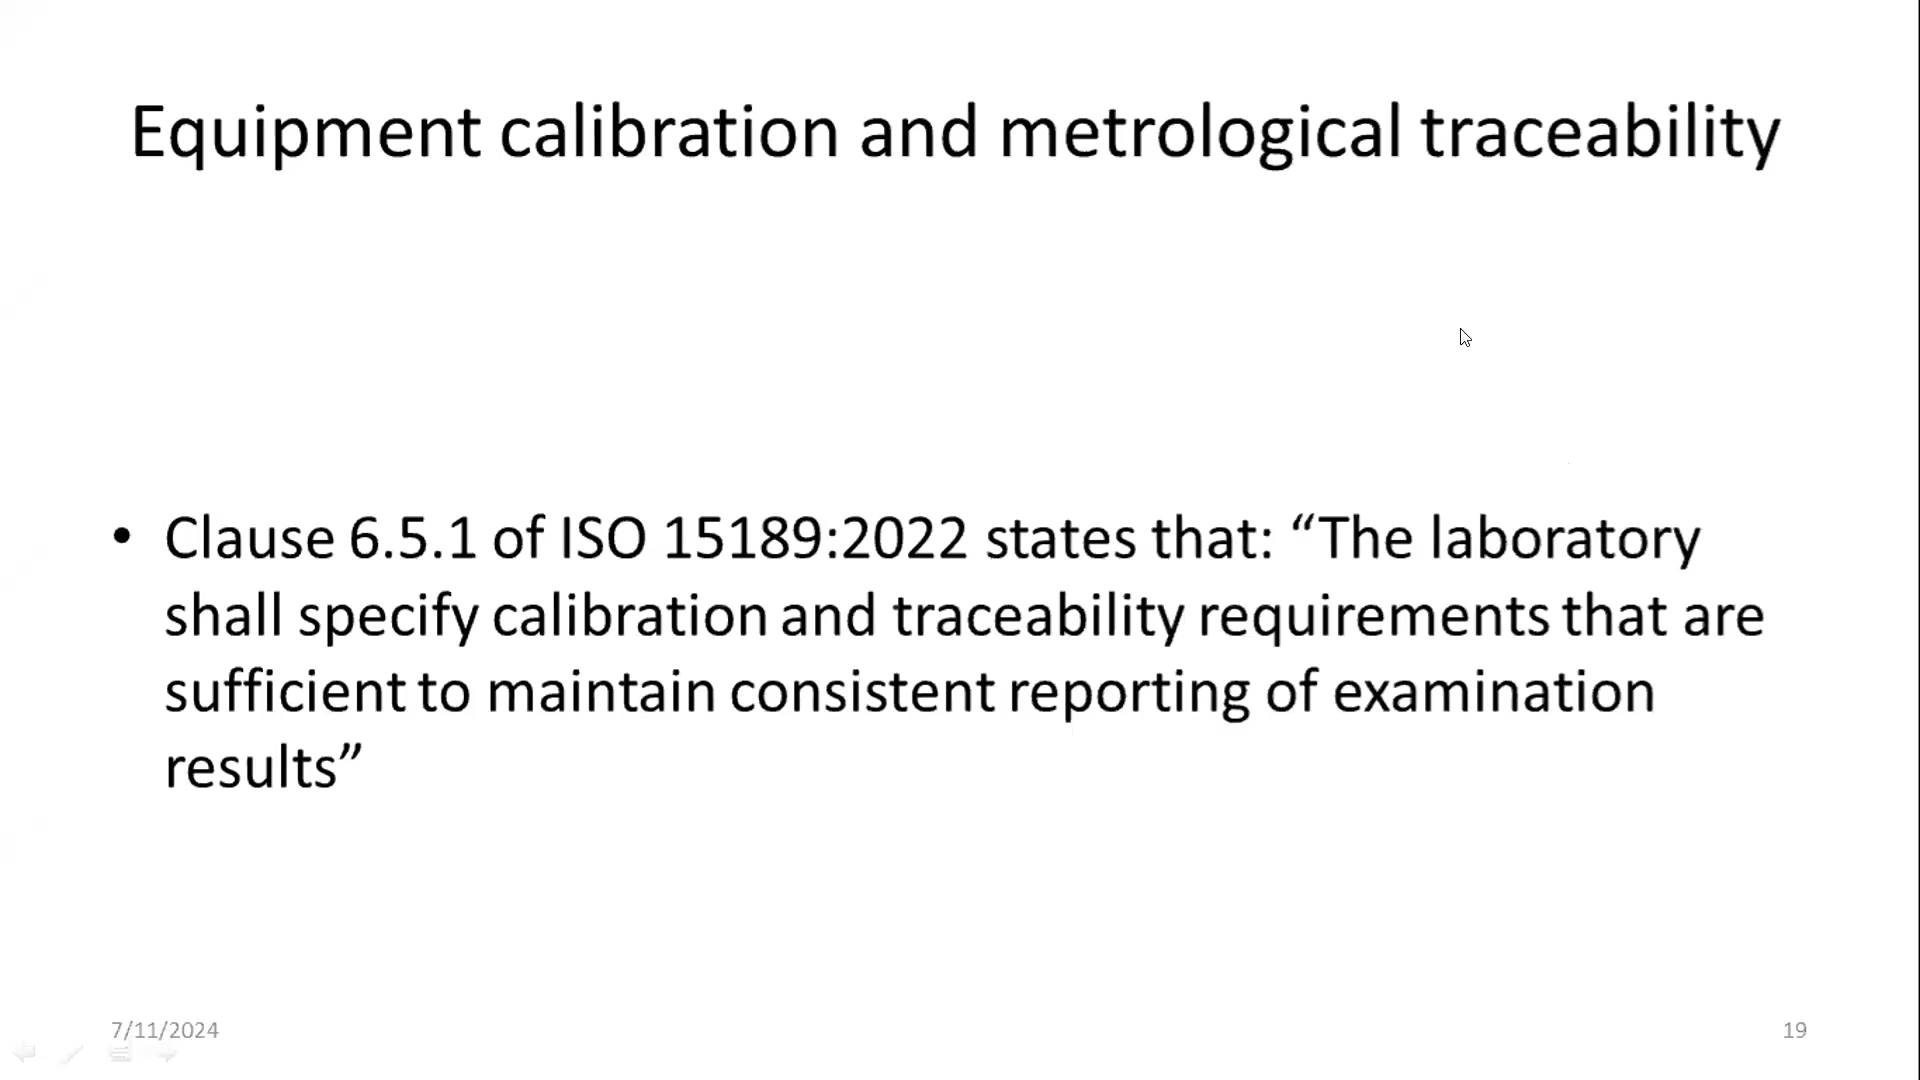 Equipment calibration and metrological traceability
• Clause 6.5.1 of ISO 15189:2022 states that: “The laboratory
shall specify calibration and traceability requirements that are
sufficient to maintain consistent reporting of examination
results”
7/11/2024
19